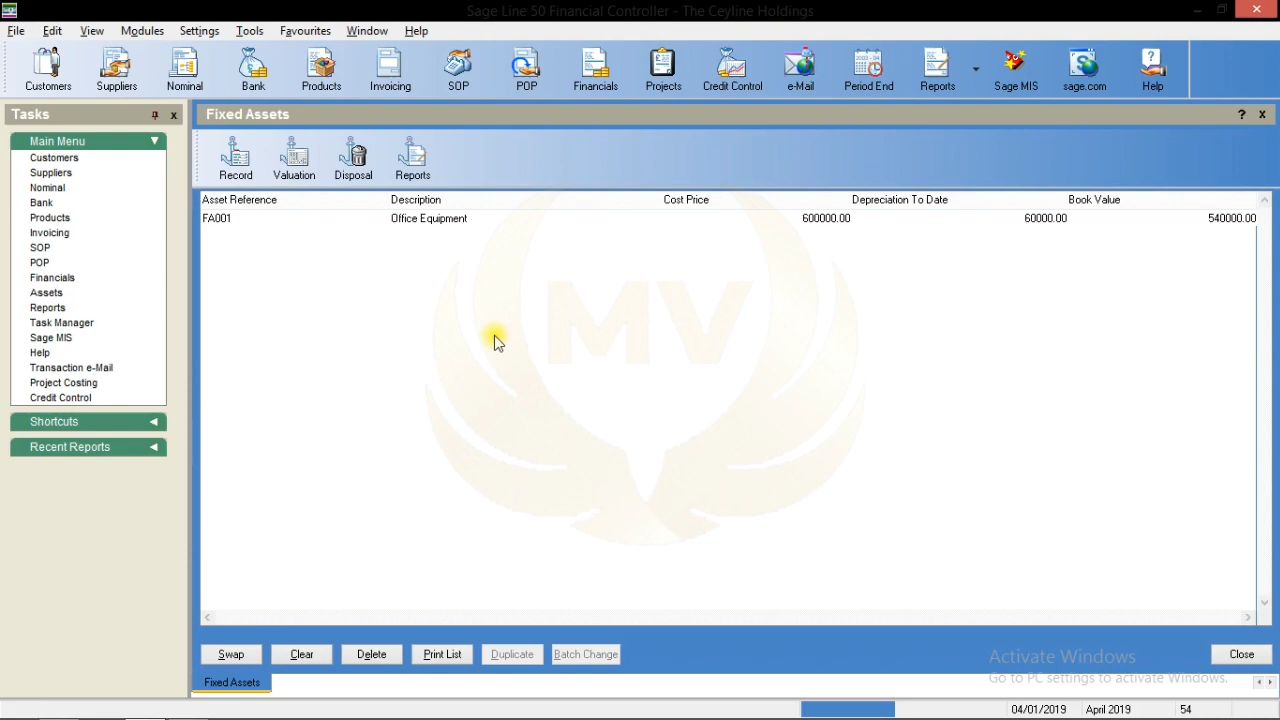 Sage Line 50 Financial Controller - The Ceyline Holdings
File Edit View Modules Settings Tools Favourites Window Help
Customers Suppliers Nominal Bank Products Invoicing SOP POP Financials Projects Credit Control e-Mail Period End Reports Sage MIS sage.com Help
Tasks
Main Menu
Customers
Suppliers
Nominal
Bank
Products
Invoicing
SOP
POP
Financials
Assets
Reports
Task Manager
Sage MIS
Help
Transaction e-Mail
Project Costing
Credit Control
Shortcuts
Recent Reports
Fixed Assets
Record Valuation Disposal Reports
Asset Reference Description Cost Price Depreciation To Date Book Value
FA001 Office Equipment 600000.00 60000.00 540000.00
MV
Swap Clear Delete Print List Duplicate Batch Change Close
Activate Windows
Go to PC settings to activate Windows.
Fixed Assets
04/01/2019 April 2019 54